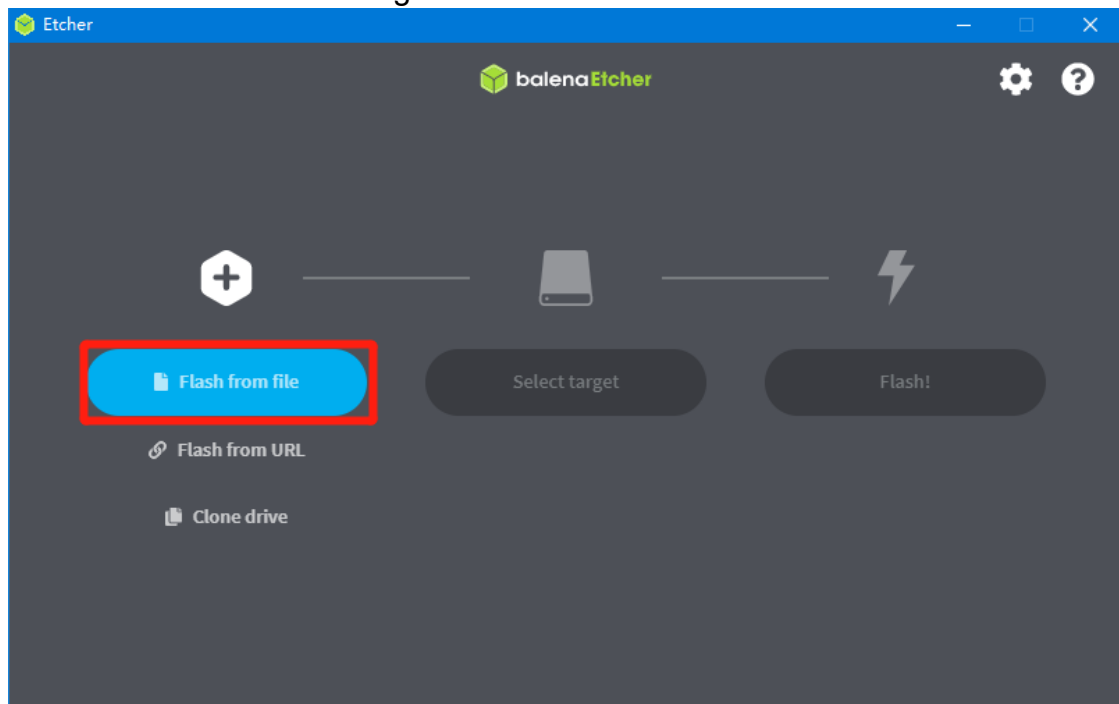 Etcher
balenaEtcher
Flash from file
Select target
Flash!
Flash from URL
Clone drive